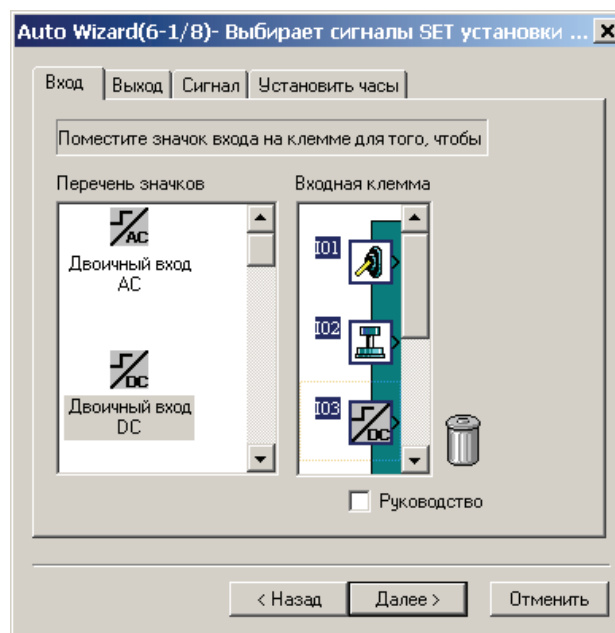 Auto Wizard(6-1/8)- Выбирает сигналы SET установки ...
Вход Выход Сигнал Установить часы
Поместите значок входа на клемме для того, чтобы
Перечень значков Входная клемма
AC
Двоичный вход
AC
DC
Двоичный вход
DC
I01
I02
I03
DC
Руководство
< Назад Далее > Отменить